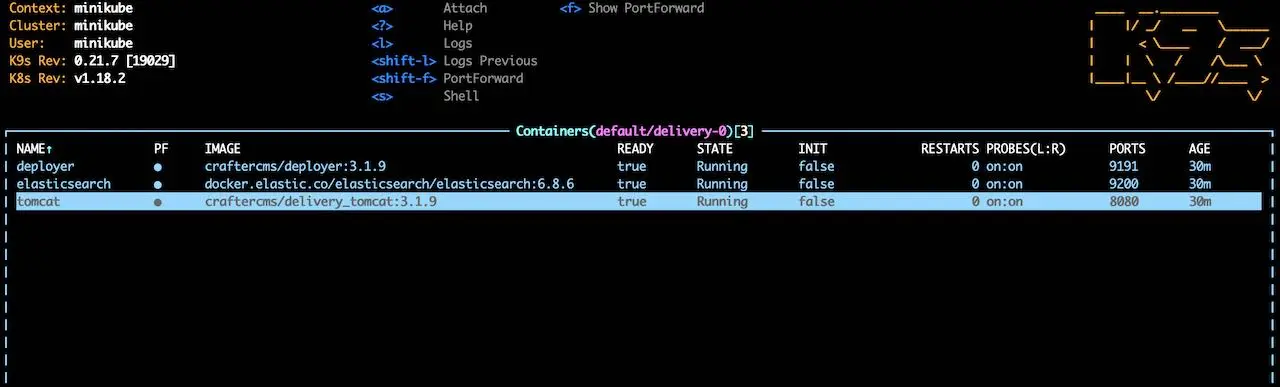 Context: minikube <a> Attach <f> Show PortForward
Cluster: minikube <?> Help
User: minikube <l> Logs
K9s Rev: 0.21.7 [19029] <shift-l> Logs Previous
K8s Rev: v1.18.2 <shift-f> PortForward
<s> Shell
K9s
Containers(default/delivery-0)[3]
NAME↑ PF IMAGE READY STATE INIT RESTARTS PROBES(L:R) PORTS AGE
deployer ● craftercms/deployer:3.1.9 true Running false 0 on:on 9191 30m
elasticsearch ● docker.elastic.co/elasticsearch/elasticsearch:6.8.6 true Running false 0 on:on 9200 30m
tomcat ● craftercms/delivery_tomcat:3.1.9 true Running false 0 on:on 8080 30m